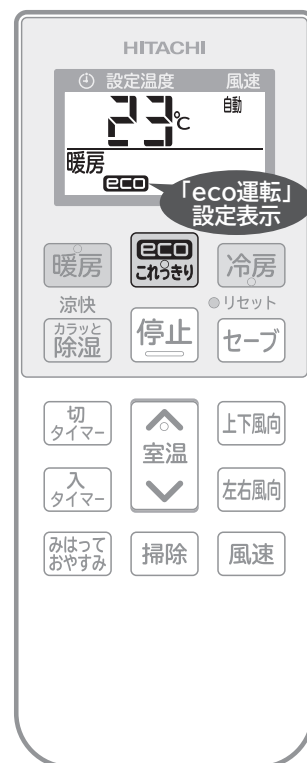 HITACHI
設定温度 風速
23℃ 自動
暖房
eco
「eco運転」
設定表示
暖房 eco これっきり 冷房
涼快 リセット
カラッと
除湿 停止 セーブ
切
タイマー 上下風向
室温
入
タイマー 左右風向
みはって
おやすみ 掃除 風速